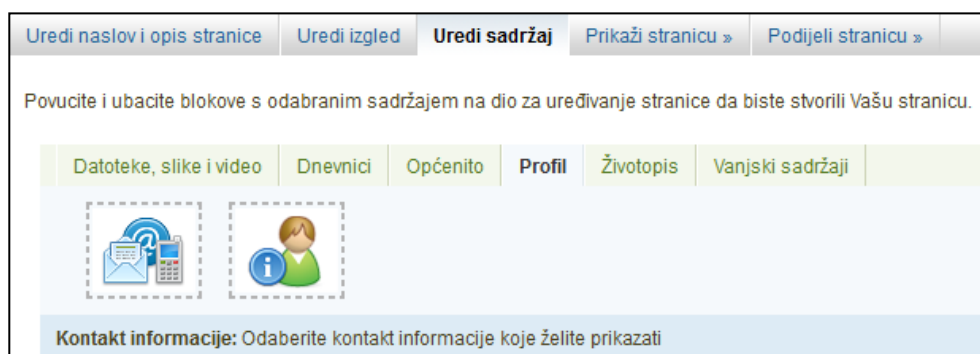 Uredi naslov i opis stranice Uredi izgled Uredi sadržaj Prikaži stranicu » Podijeli stranicu »
Povucite i ubacite blokove s odabranim sadržajem na dio za uređivanje stranice da biste stvorili Vašu stranicu.
Datoteke, slike i video Dnevnici Općenito Profil Životopis Vanjski sadržaji
Kontakt informacije: Odaberite kontakt informacije koje želite prikazati